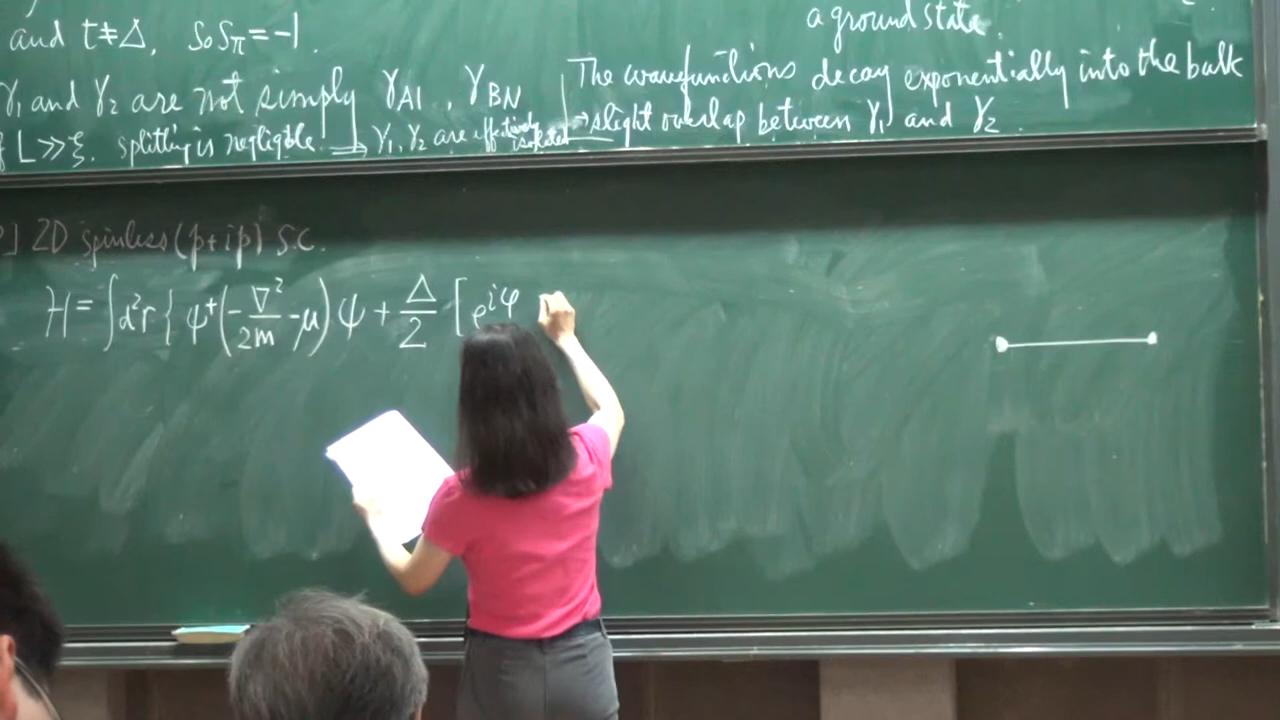 and t≠Δ, so S_π=-1.
γ₁ and γ₂ are not simply γ_A1, γ_BN
f L≫ξ. splitting is negligible. ⇒ γ₁, γ₂ are effectively isolated
a ground state.
The wavefunctions decay exponentially into the bulk
→ slight overlap between γ₁ and γ₂.
] 2D spinless (p+ip) S.C.
H = ∫d²r { ψ†(-∇²/2m - μ)ψ + Δ/2 [e^{iφ}